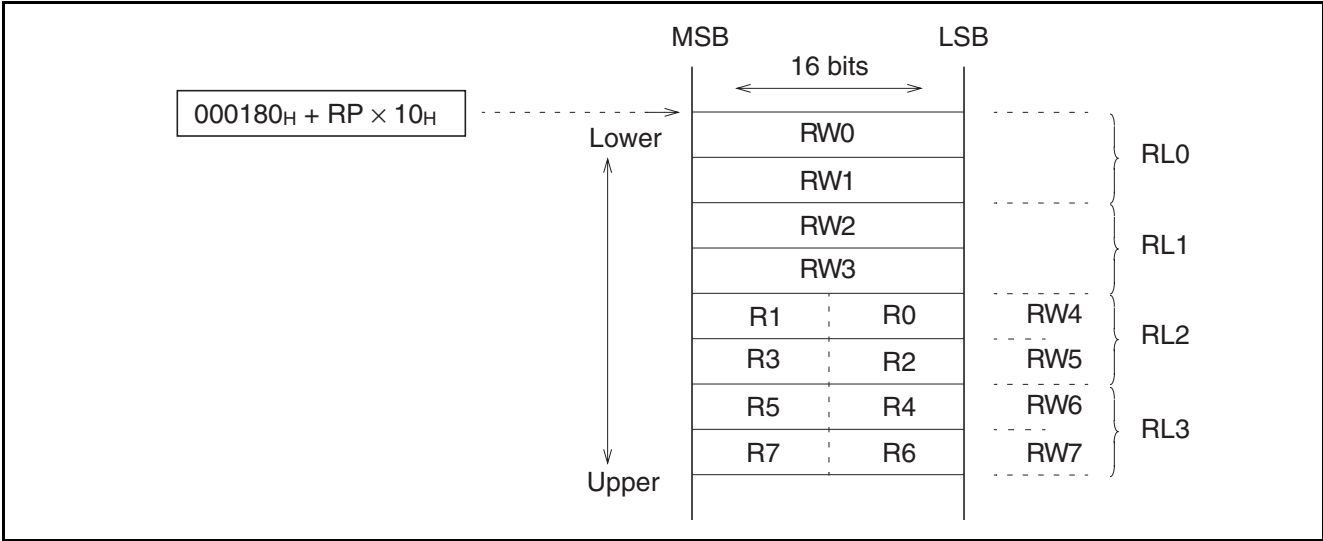 MSB LSB
16 bits
000180H + RP × 10H
Lower
RW0
RL0
RW1
RW2
RL1
RW3
R1 R0 RW4
RL2
R3 R2 RW5
R5 R4 RW6
RL3
R7 R6 RW7
Upper